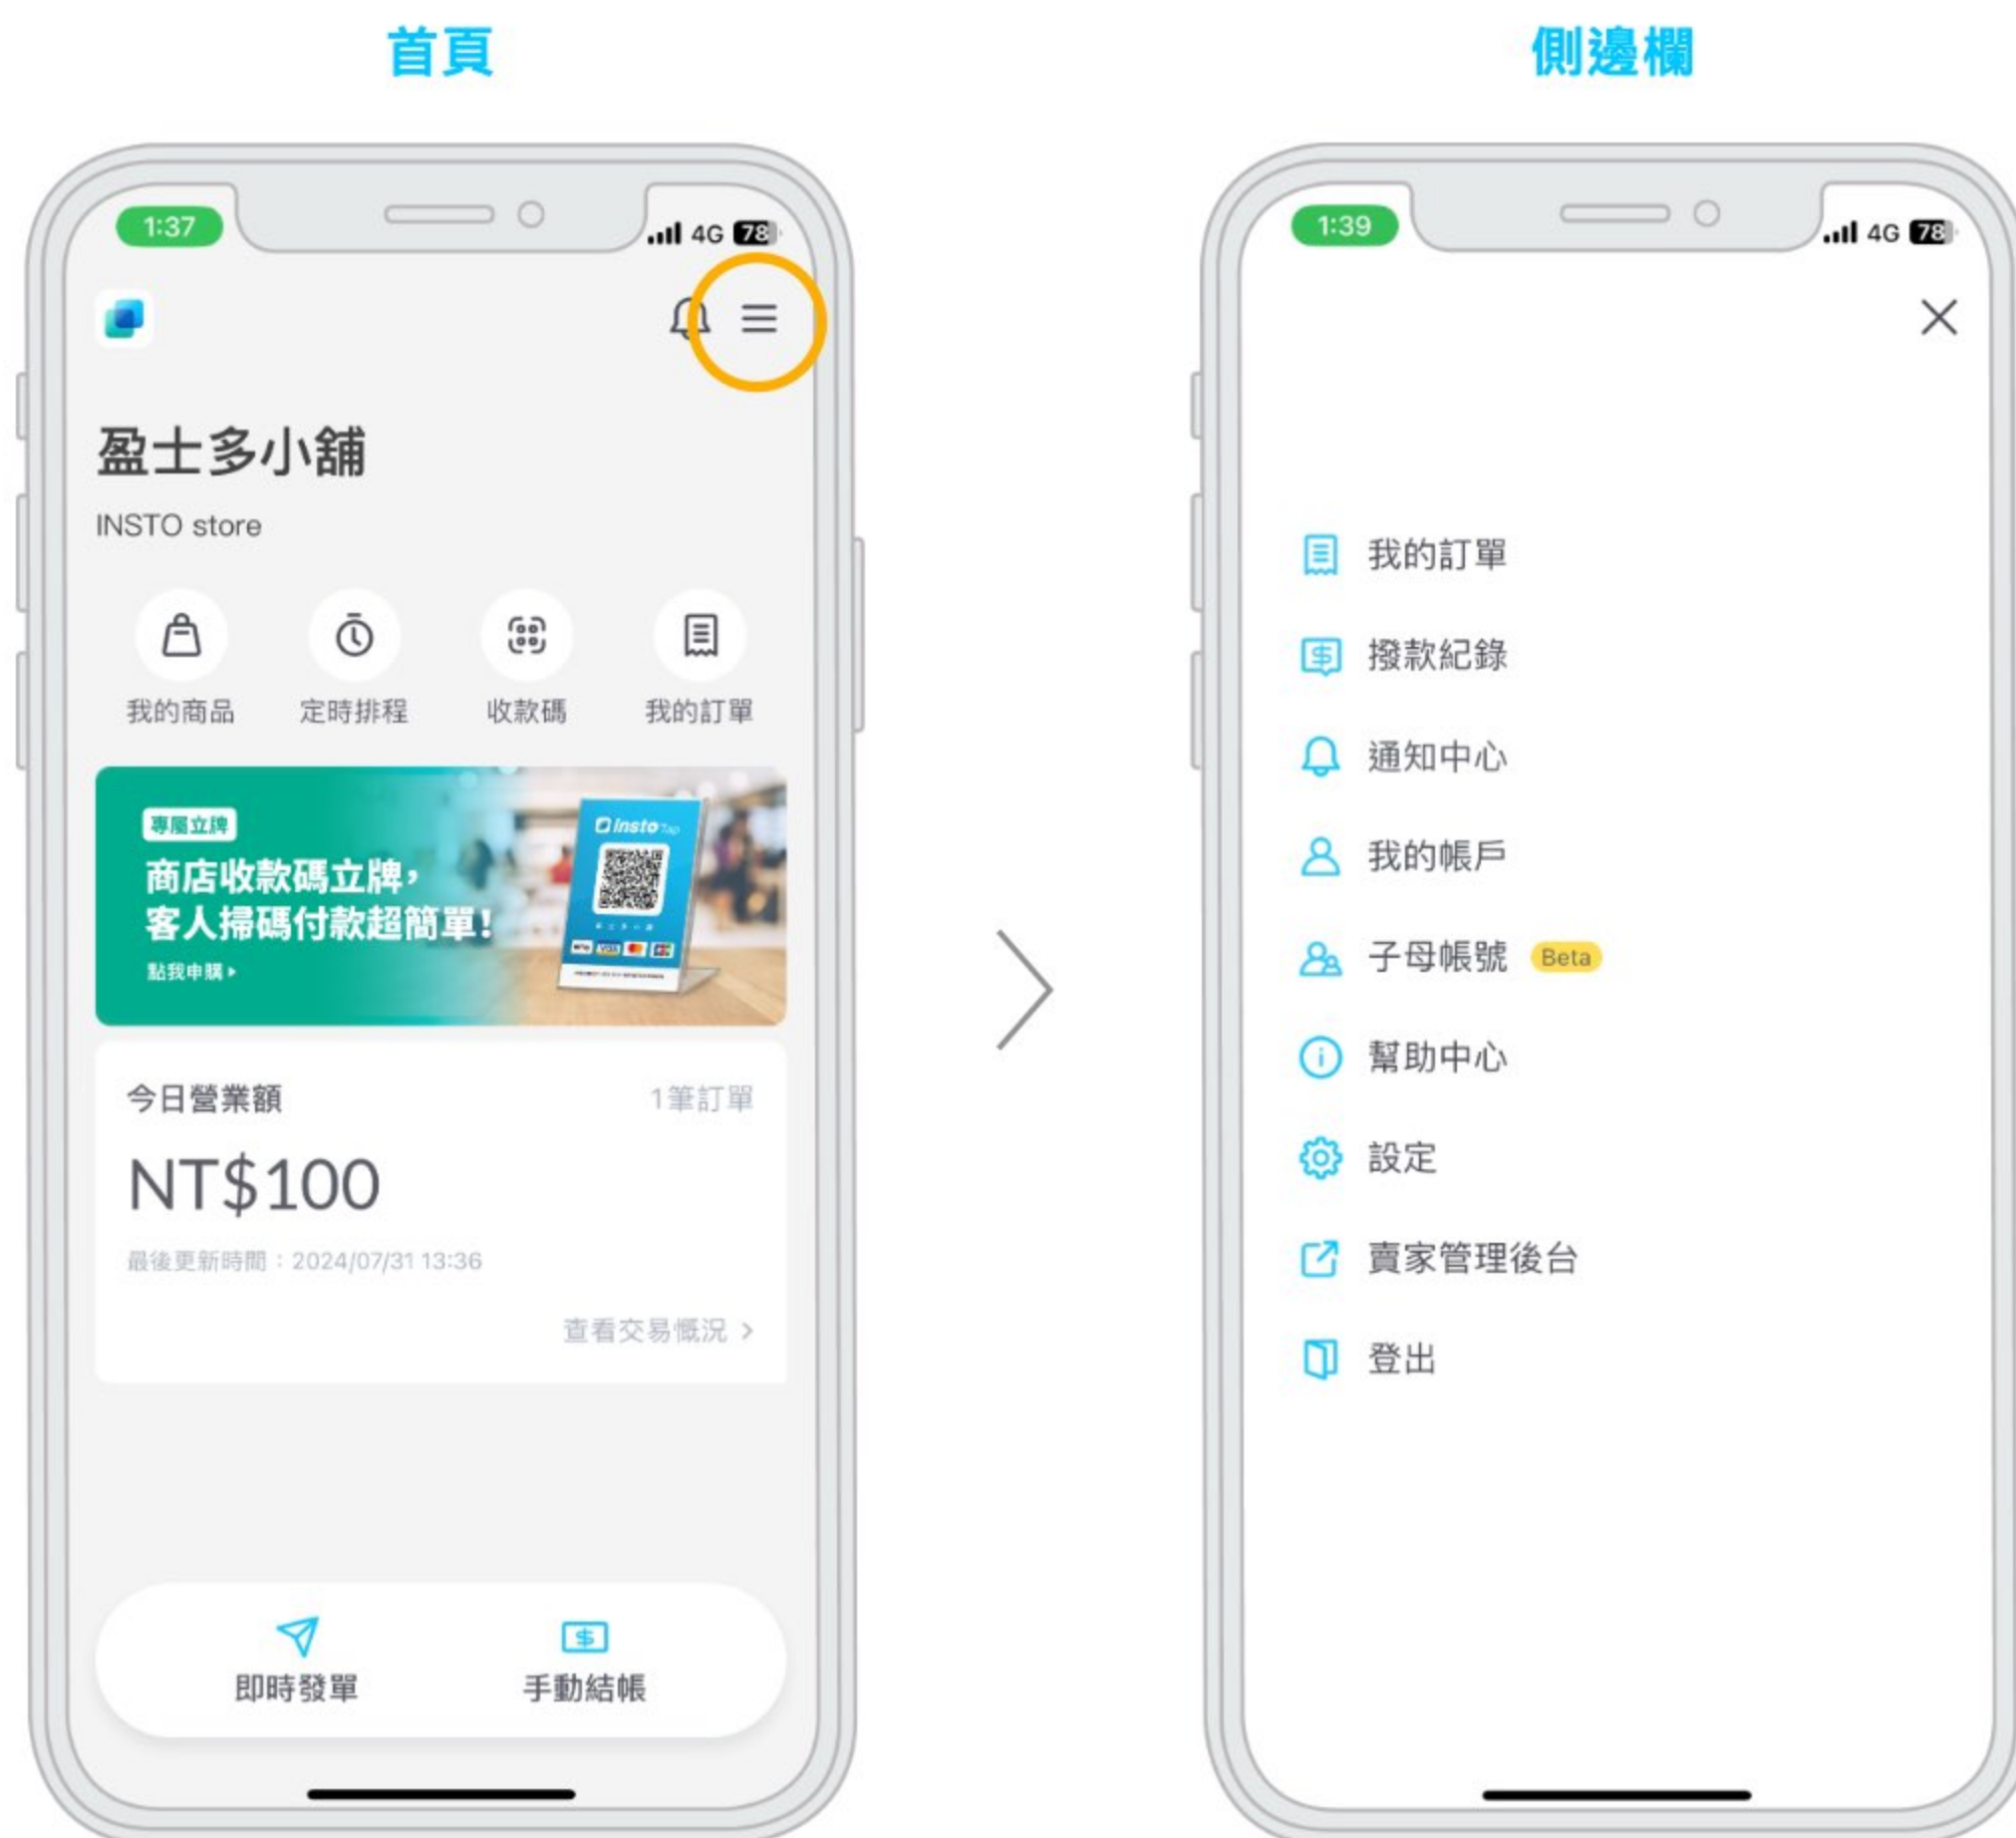 首頁
側邊欄
1:37
4G 78
盈士多小舖
INSTO store
我的商品
定時排程
收款碼
我的訂單
專屬立牌
商店收款碼立牌，
客人掃碼付款超簡單！
點我申購
insto Tap
VISA
今日營業額
1筆訂單
NT$100
最後更新時間：2024/07/31 13:36
查看交易慨況
即時發單
手動結帳
1:39
4G 78
我的訂單
撥款紀錄
通知中心
我的帳戶
子母帳號 Beta
幫助中心
設定
賣家管理後台
登出